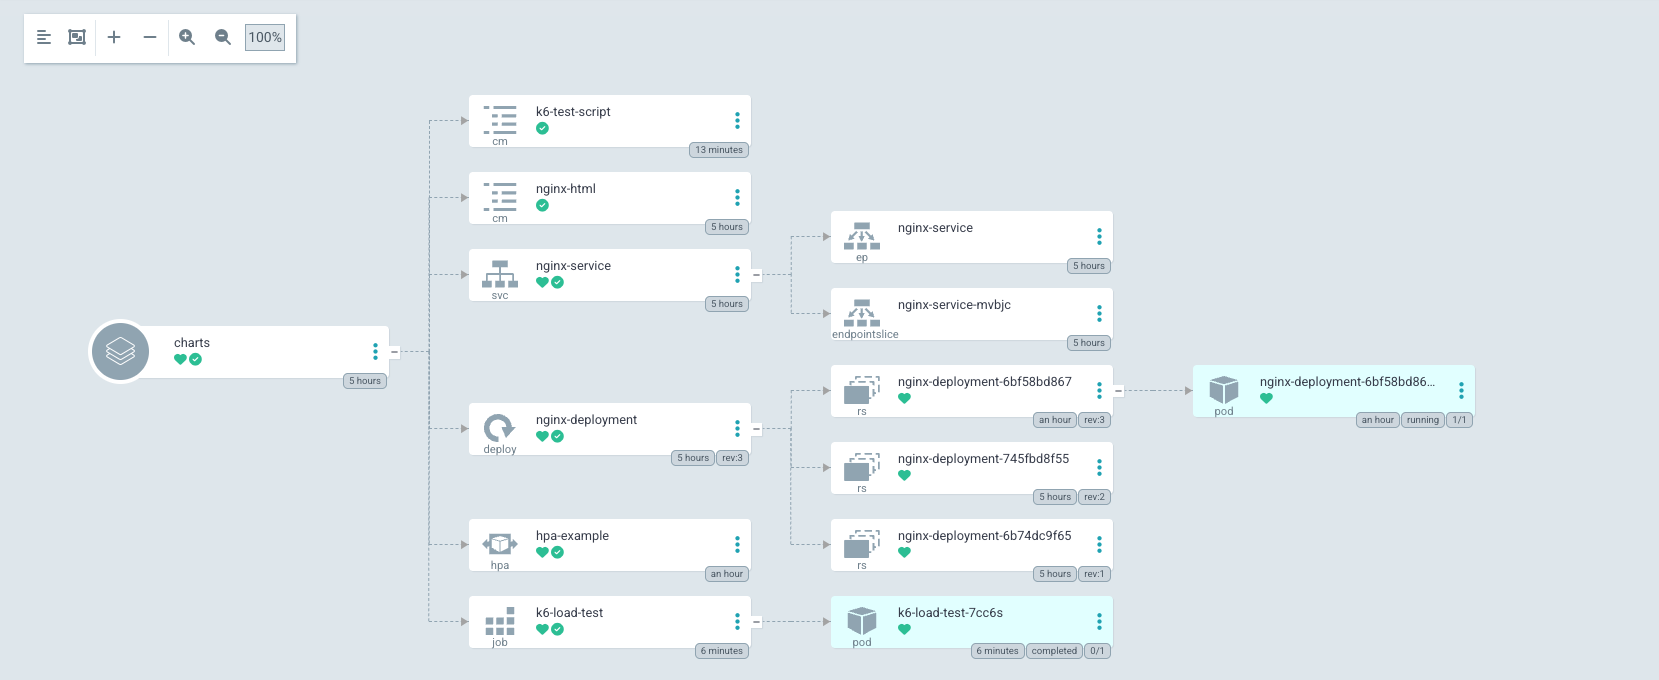 100%
k6-test-script
cm
13 minutes
nginx-html
cm
5 hours
nginx-service
svc
5 hours
nginx-service
ep
5 hours
nginx-service-mvbjc
endpointslice
5 hours
charts
5 hours
nginx-deployment
deploy
5 hours rev:3
nginx-deployment-6bf58bd867
rs
an hour rev:3
nginx-deployment-6bf58bd86...
pod
an hour running 1/1
nginx-deployment-745fbd8f55
rs
5 hours rev:2
nginx-deployment-6b74dc9f65
rs
5 hours rev:1
hpa-example
hpa
an hour
k6-load-test
job
6 minutes
k6-load-test-7cc6s
pod
6 minutes completed 0/1